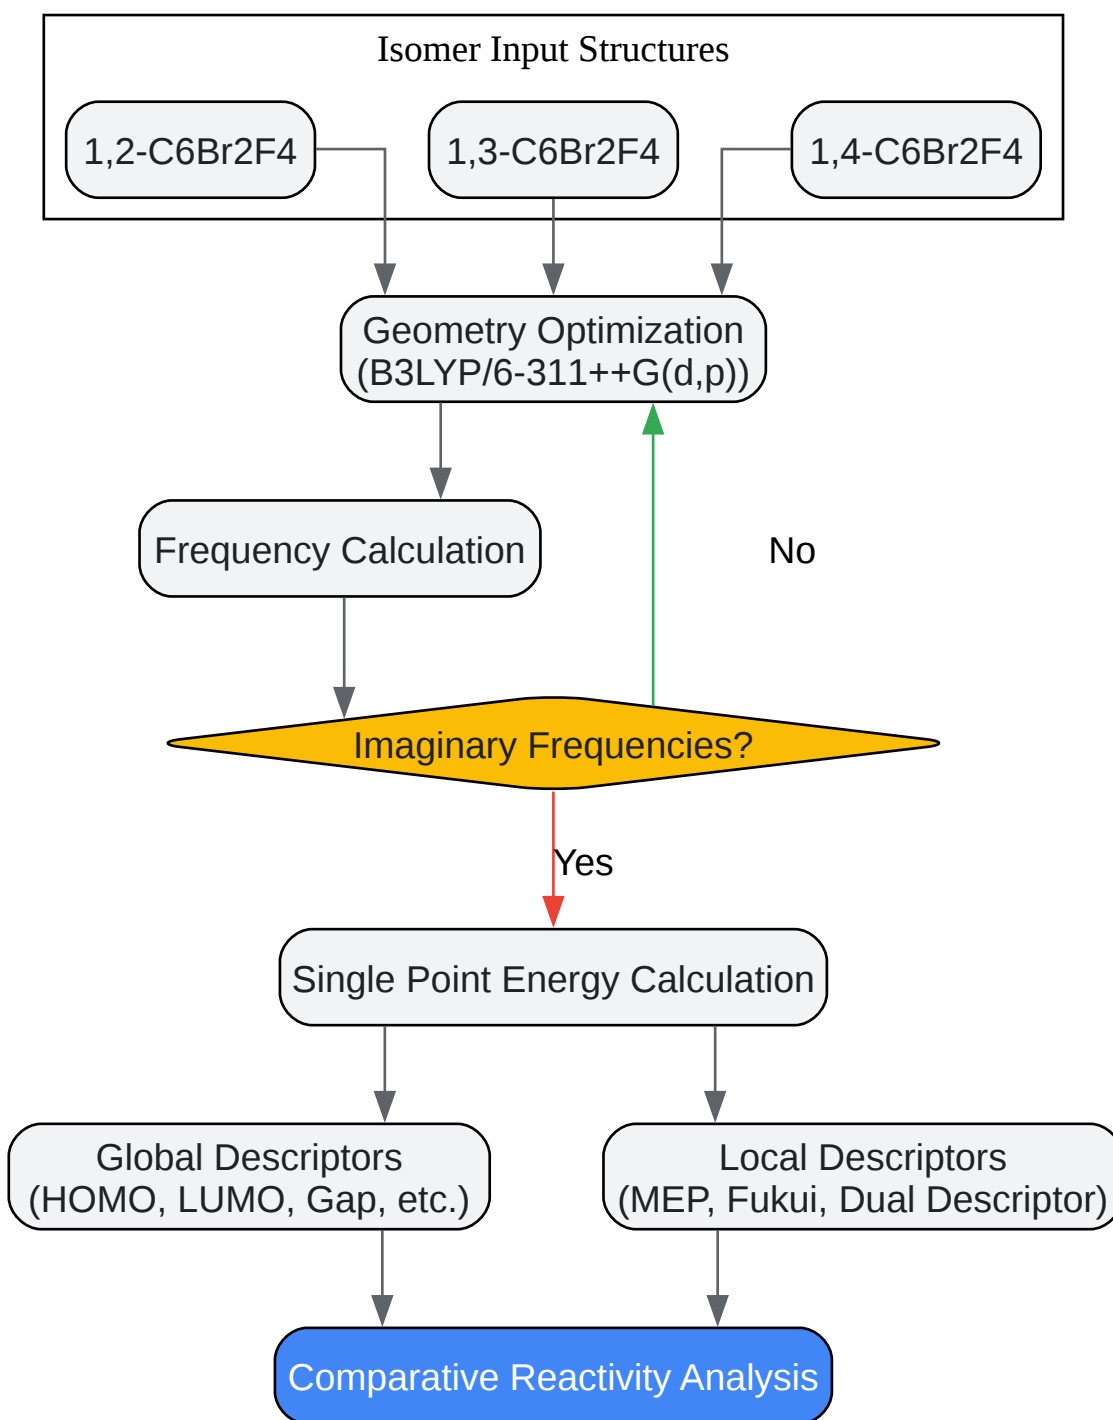 Isomer Input Structures
1,2-C6Br2F4
1,3-C6Br2F4
1,4-C6Br2F4
Geometry Optimization
(B3LYP/6-311++G(d,p))
Frequency Calculation
No
Imaginary Frequencies?
Yes
Single Point Energy Calculation
Global Descriptors
(HOMO, LUMO, Gap, etc.)
Local Descriptors
(MEP, Fukui, Dual Descriptor)
Comparative Reactivity Analysis